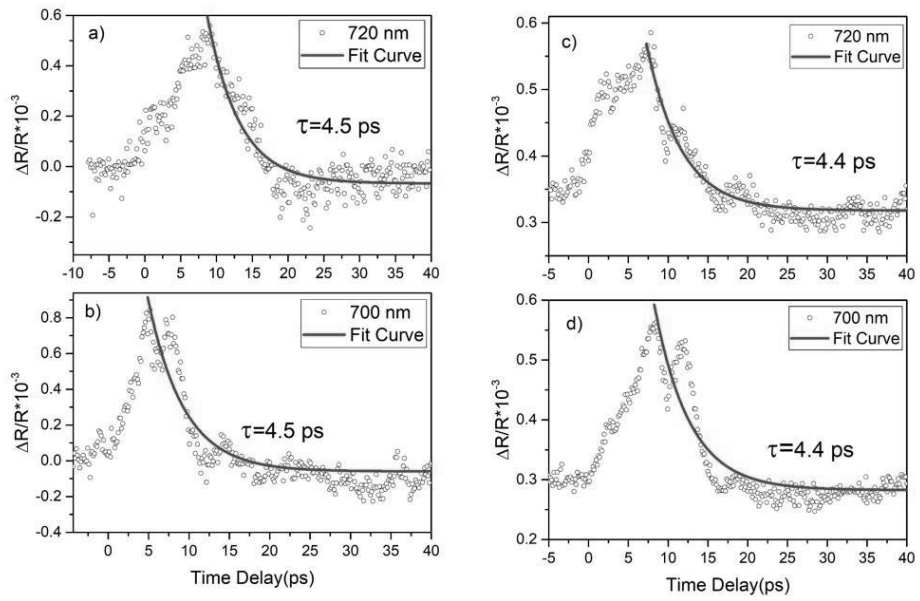 a)
720 nm
Fit Curve
τ=4.5 ps
ΔR/R*10⁻³
0.4
0.2
0.0
-0.2
-10 -5 0 5 10 15 20 25 30 35 40
c)
720 nm
Fit Curve
τ=4.4 ps
ΔR/R*10⁻³
0.6
0.5
0.4
0.3
-5 0 5 10 15 20 25 30 35 40
b)
700 nm
Fit Curve
τ=4.5 ps
ΔR/R*10⁻³
0.8
0.6
0.4
0.2
0.0
-0.2
-0.4
0 5 10 15 20 25 30 35 40
Time Delay(ps)
d)
700 nm
Fit Curve
τ=4.4 ps
ΔR/R*10⁻³
0.6
0.5
0.4
0.3
0.2
-5 0 5 10 15 20 25 30 35 40
Time Delay(ps)